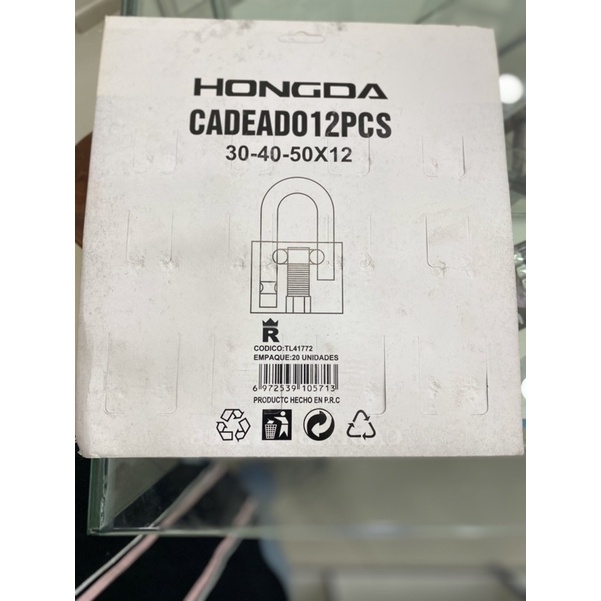 HONGDA
CADEADO12PCS
30-40-50X12
R
CODICO:TL41772
EMPAQUE:20 UNIDADES
6 972539 105713
PRODUCTC HECHO EN P.R.C